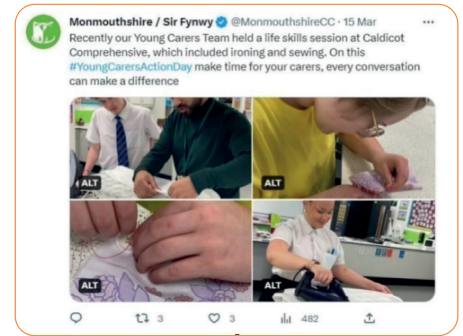 Monmouthshire / Sir Fynwy @MonmouthshireCC · 15 Mar
Recently our Young Carers Team held a life skills session at Caldicot
Comprehensive, which included ironing and sewing. On this
#YoungCarersActionDay make time for your carers, every conversation
can make a difference
ALT
ALT
ALT
ALT
3
3
482